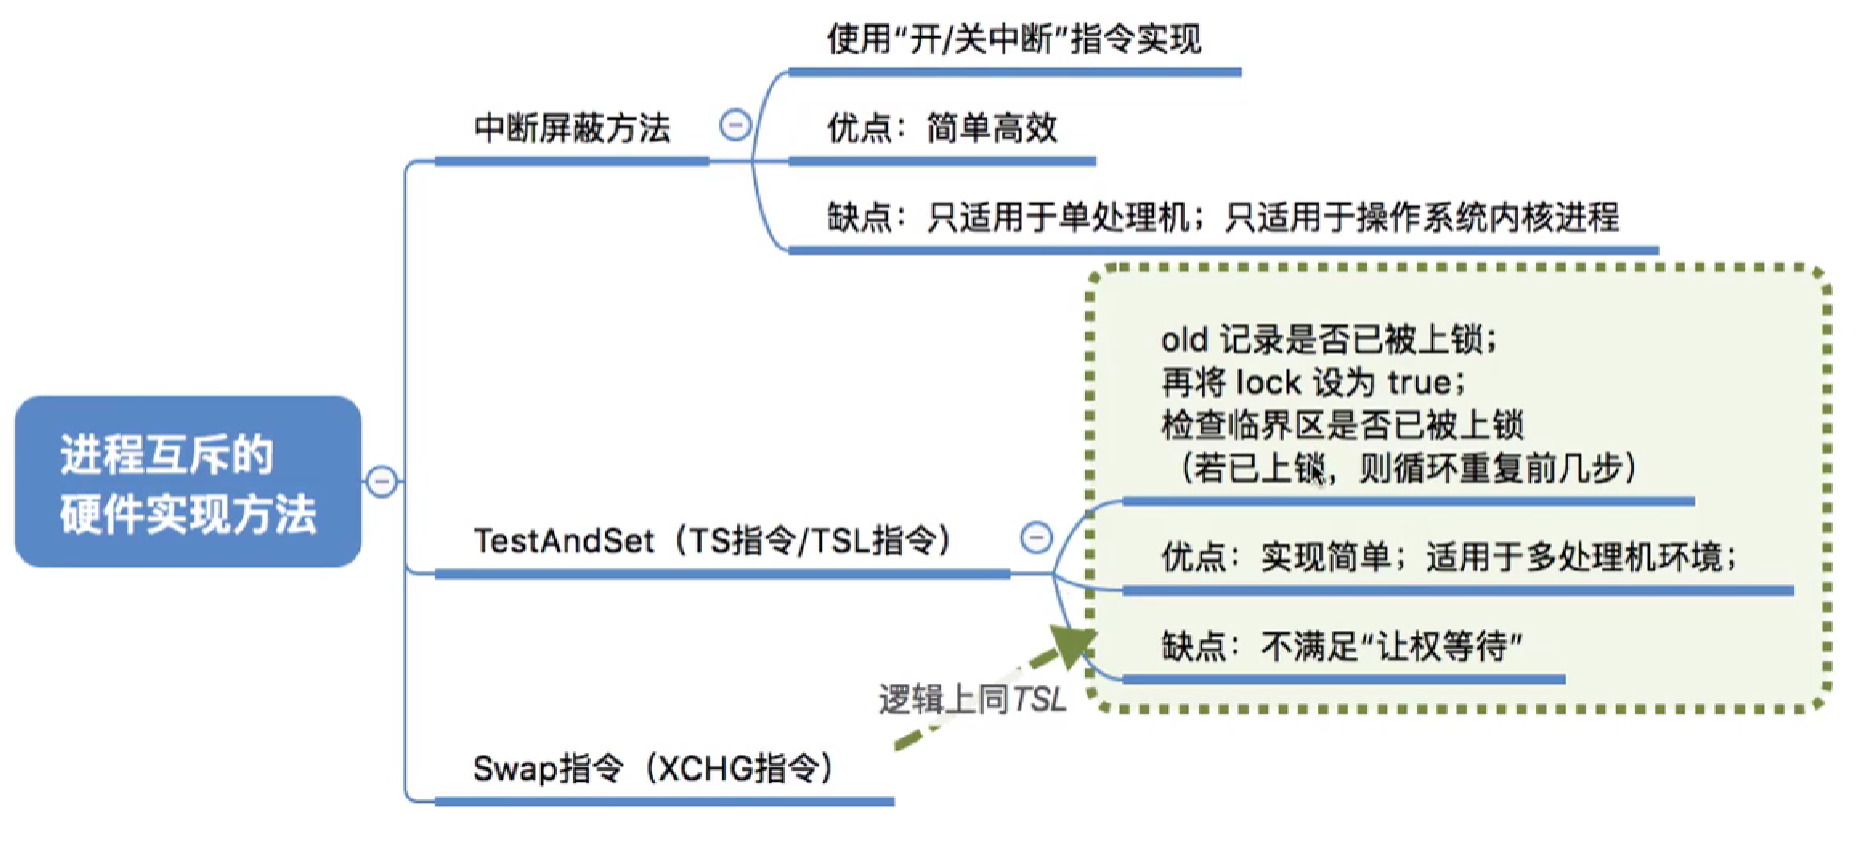 使用“开/关中断”指令实现
中断屏蔽方法
优点：简单高效
缺点：只适用于单处理机；只适用于操作系统内核进程
进程互斥的
硬件实现方法
old 记录是否已被上锁；
再将 lock 设为 true；
检查临界区是否已被上锁
（若已上锁，则循环重复前几步）
TestAndSet（TS指令/TSL指令）
优点：实现简单；适用于多处理机环境；
缺点：不满足“让权等待”
逻辑上同TSL
Swap指令（XCHG指令）